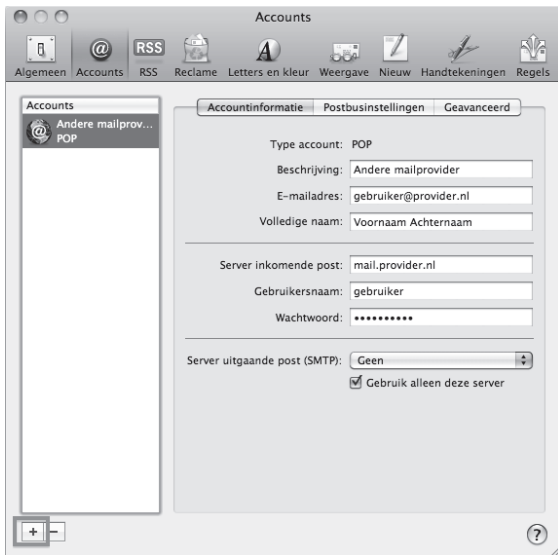 Accounts
RSS
Algemeen Accounts RSS Reclame Letters en kleur Weergave Nieuw Handtekeningen Regels
Accounts
Andere mailprov...
POP
Accountinformatie Postbusinstellingen Geavanceerd
Type account: POP
Beschrijving: Andere mailprovider
E-mailadres: gebruiker@provider.nl
Volledige naam: Voornaam Achternaam
Server inkomende post: mail.provider.nl
Gebruikersnaam: gebruiker
Wachtwoord: ••••••••••
Server uitgaande post (SMTP): Geen
Gebruik alleen deze server
+ − ?